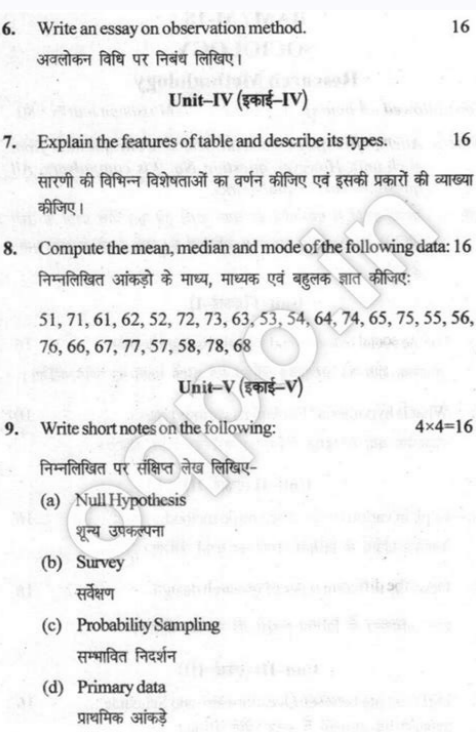 6. Write an essay on observation method. 16
अवलोकन विधि पर निबंध लिखिए।
Unit–IV (इकाई–IV)
7. Explain the features of table and describe its types. 16
सारणी की विभिन्न विशेषताओं का वर्णन कीजिए एवं इसकी प्रकारों की व्याख्या
कीजिए।
8. Compute the mean, median and mode of the following data: 16
निम्नलिखित आंकड़ो के माध्य, माध्यक एवं बहुलक ज्ञात कीजिएः
51, 71, 61, 62, 52, 72, 73, 63, 53, 54, 64, 74, 65, 75, 55, 56,
76, 66, 67, 77, 57, 58, 78, 68
Unit–V (इकाई–V)
9. Write short notes on the following: 4×4=16
निम्नलिखित पर संक्षिप्त लेख लिखिए–
(a) Null Hypothesis
शून्य उपकल्पना
(b) Survey
सर्वेक्षण
(c) Probability Sampling
सम्भावित निदर्शन
(d) Primary data
प्राथमिक आंकड़े